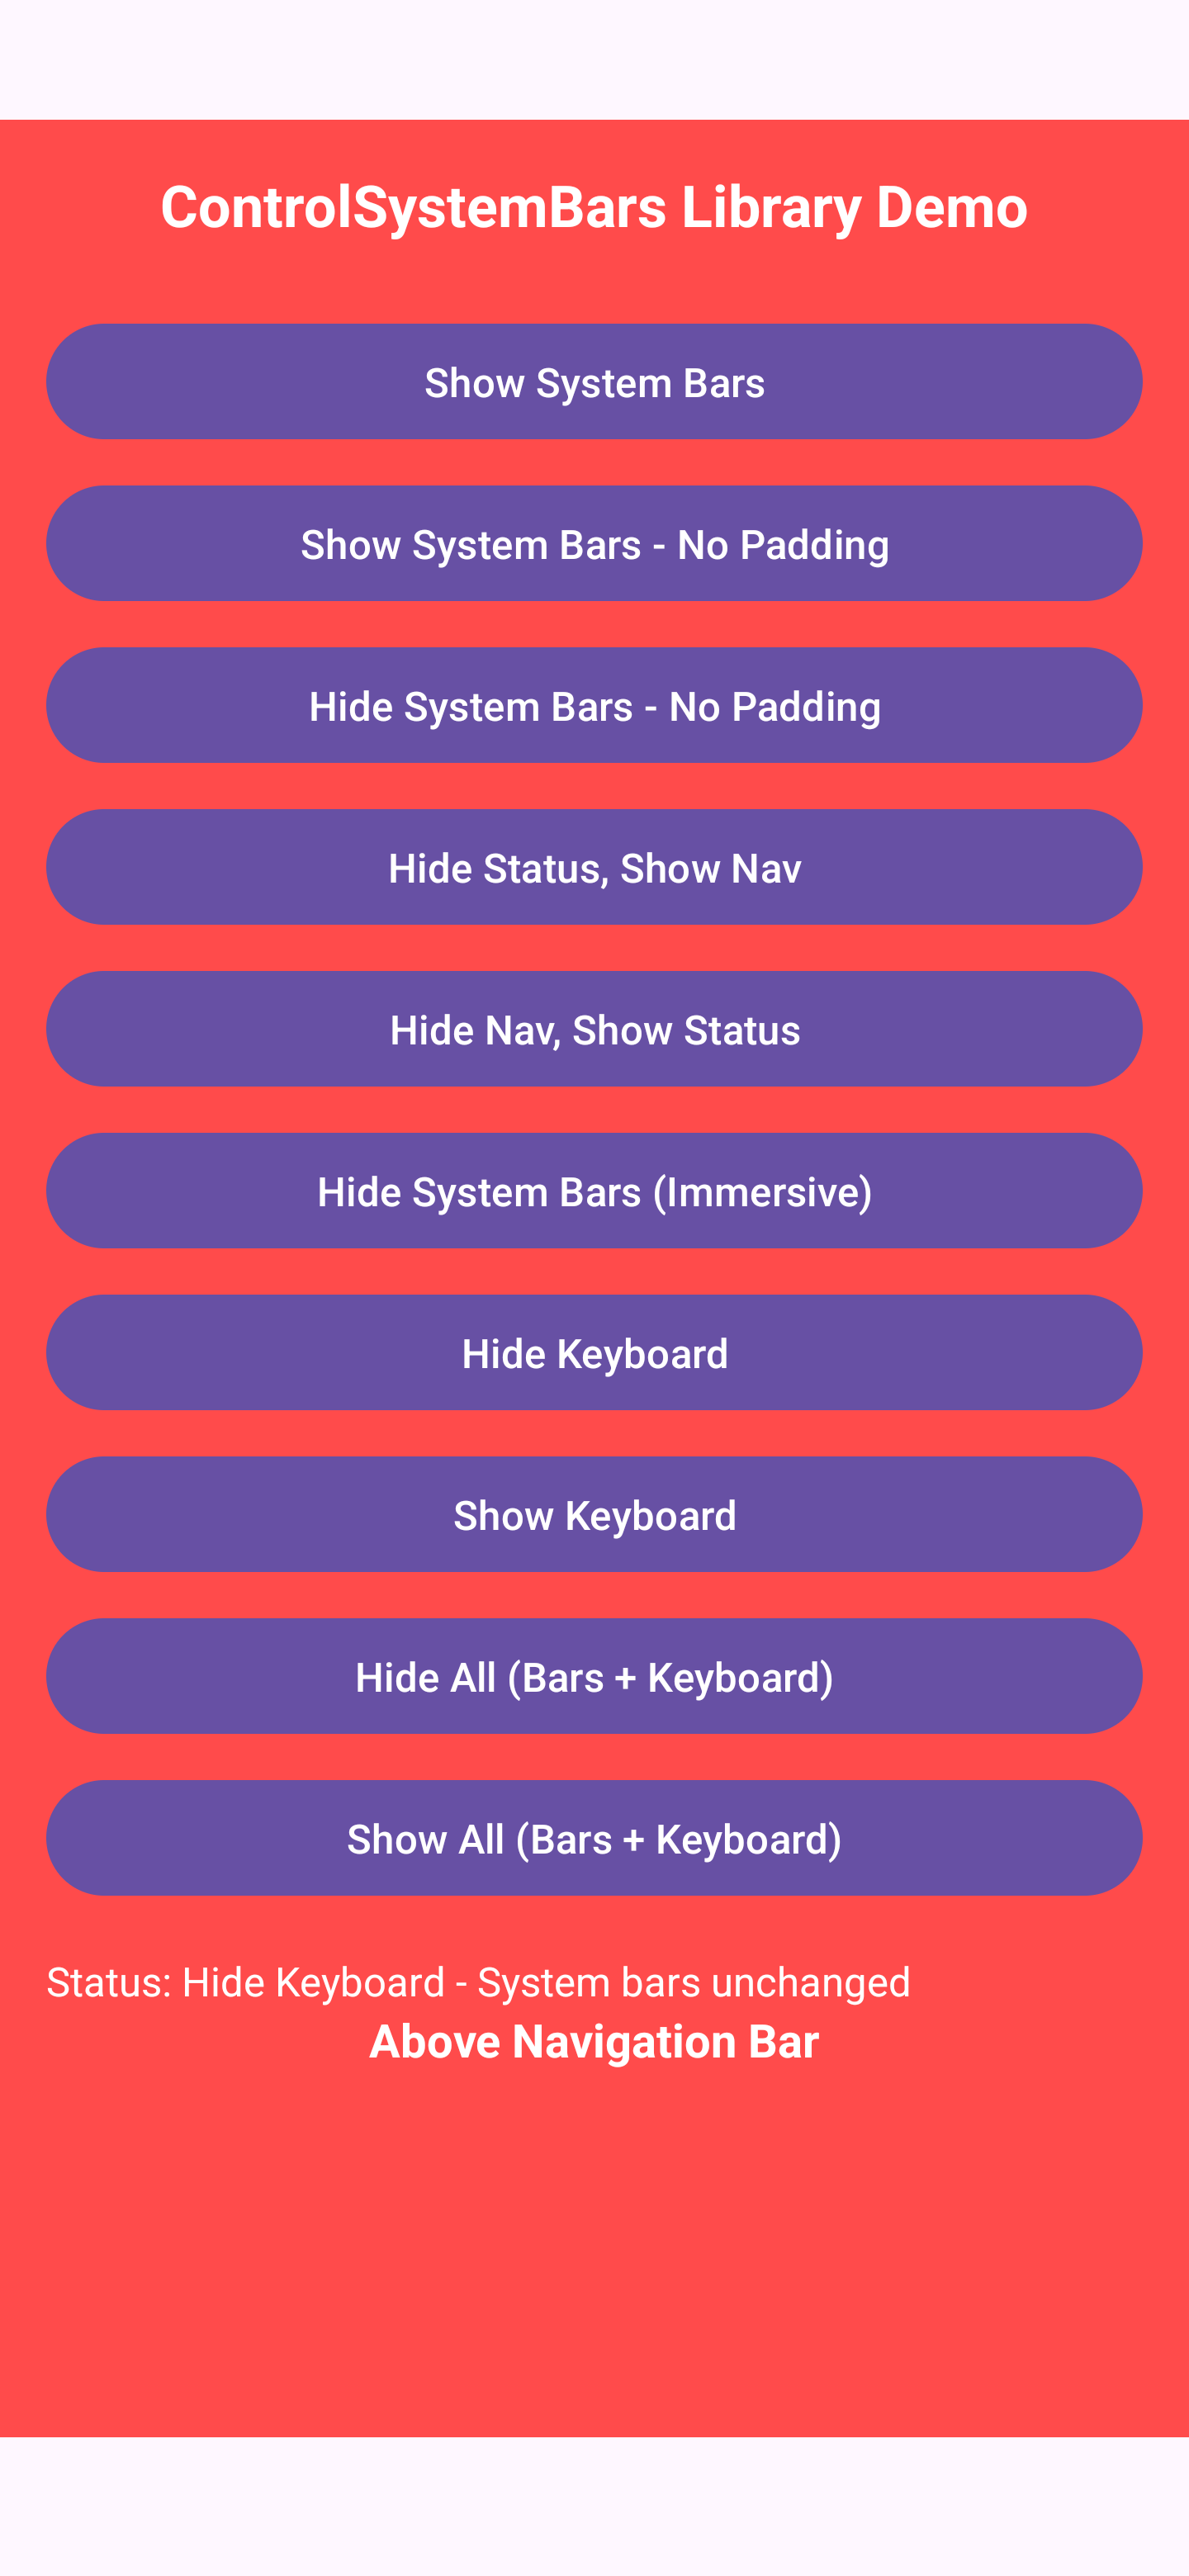 ControlSystemBars Library Demo
Show System Bars
Show System Bars - No Padding
Hide System Bars - No Padding
Hide Status, Show Nav
Hide Nav, Show Status
Hide System Bars (Immersive)
Hide Keyboard
Show Keyboard
Hide All (Bars + Keyboard)
Show All (Bars + Keyboard)
Status: Hide Keyboard - System bars unchanged
Above Navigation Bar